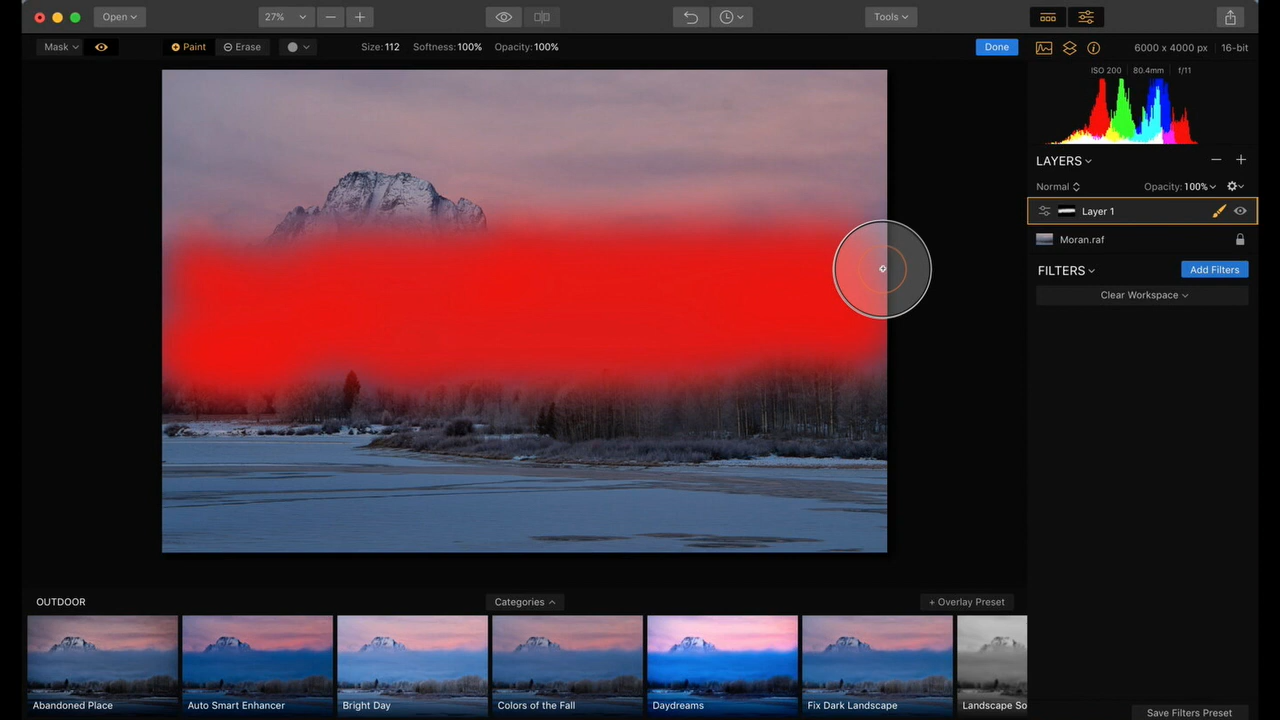 Open
27%
Tools
Mask
Paint
Erase
Size: 112
Softness: 100%
Opacity: 100%
Done
6000 x 4000 px
16-bit
ISO 200
80.4mm
f/11
LAYERS
Normal
Opacity: 100%
Layer 1
Moran.raf
FILTERS
Add Filters
Clear Workspace
OUTDOOR
Categories
+ Overlay Preset
Abandoned Place
Auto Smart Enhancer
Bright Day
Colors of the Fall
Daydreams
Fix Dark Landscape
Landscape So
Save Filters Preset